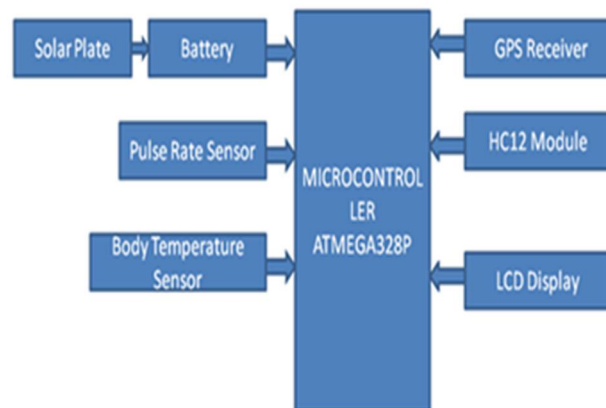 Solar Plate
Battery
GPS Receiver
Pulse Rate Sensor
HC12 Module
MICROCONTROL
LER
ATMEGA328P
Body Temperature
Sensor
LCD Display